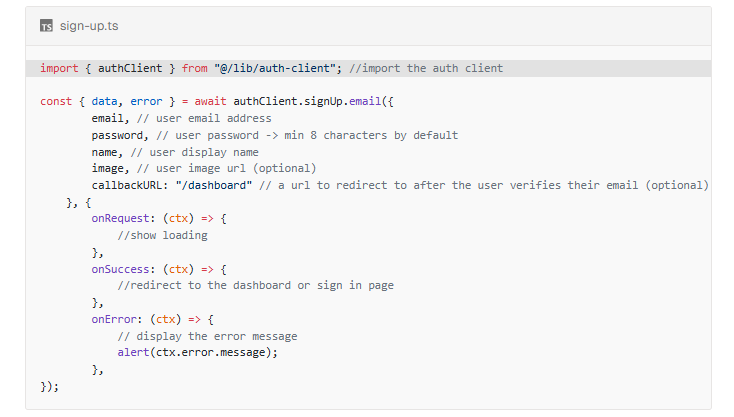 TS sign-up.ts
import { authClient } from "@/lib/auth-client"; //import the auth client
const { data, error } = await authClient.signUp.email({
email, // user email address
password, // user password -> min 8 characters by default
name, // user display name
image, // user image url (optional)
callbackURL: "/dashboard" // a url to redirect to after the user verifies their email (optional)
}, {
onRequest: (ctx) => {
//show loading
},
onSuccess: (ctx) => {
//redirect to the dashboard or sign in page
},
onError: (ctx) => {
// display the error message
alert(ctx.error.message);
},
});